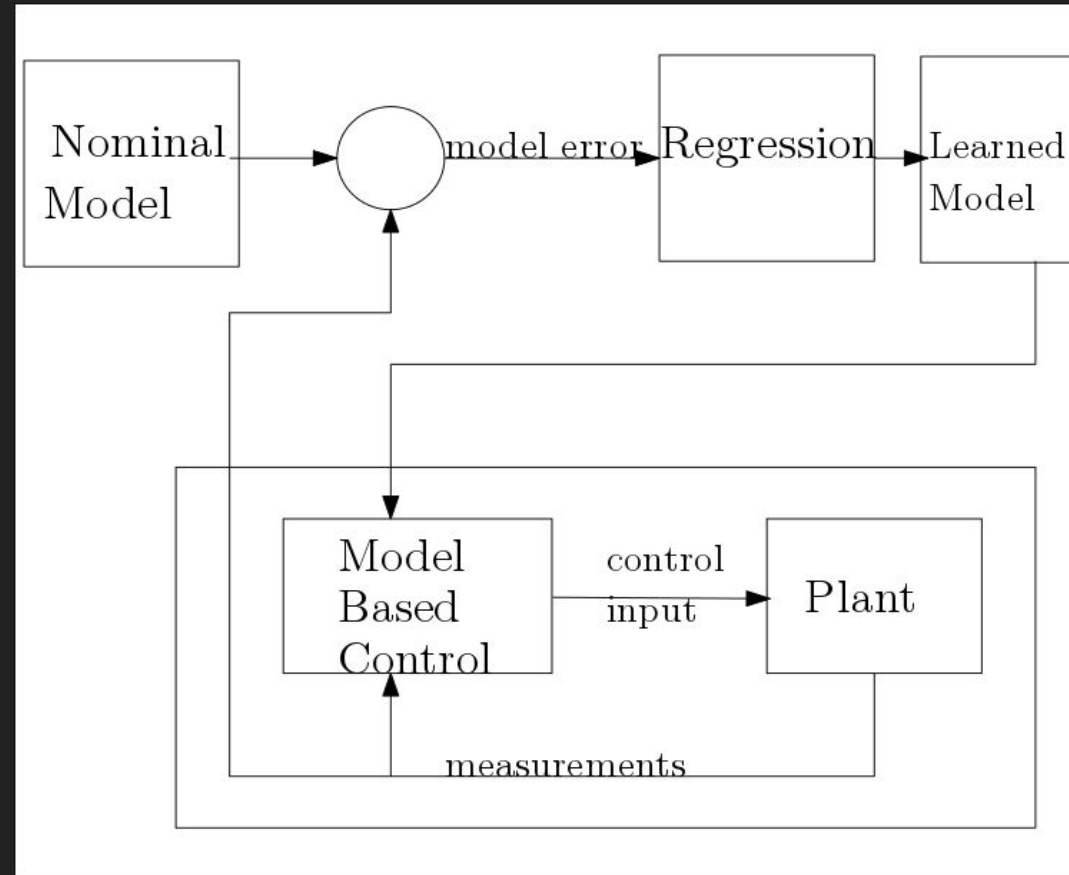 Nominal
Model
model error
Regression
Learned
Model
Model
Based
Control
control
input
Plant
measurements